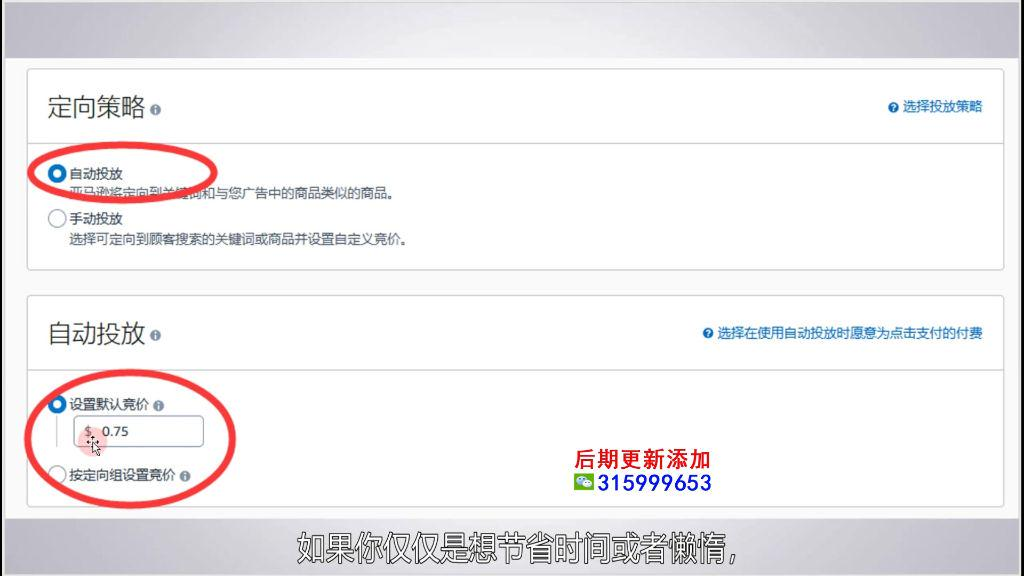 定向策略
选择投放策略
自动投放
亚马逊将定向到关键词和与您广告中的商品类似的商品。
手动投放
选择可定向到顾客搜索的关键词或商品并设置自定义竞价。
自动投放
选择在使用自动投放时愿意为点击支付的付费
设置默认竞价
$ 0.75
按定向组设置竞价
后期更新添加
315999653
如果你仅仅是想节省时间或者懒惰，